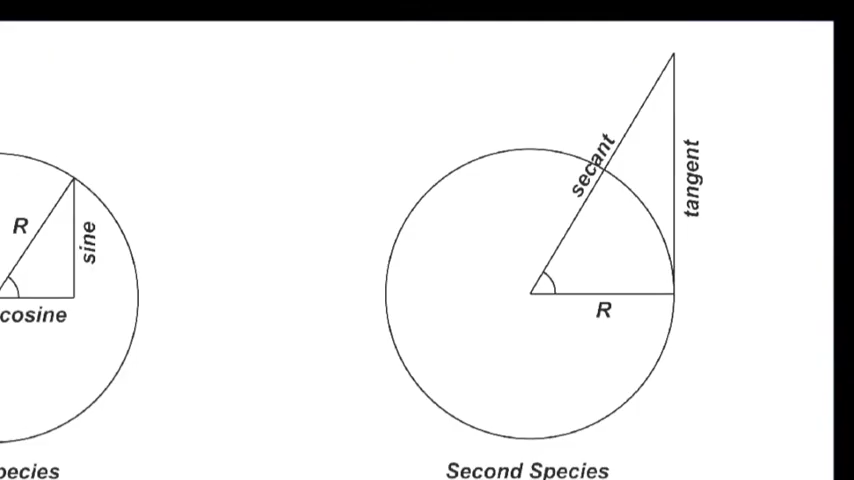 R
sine
cosine
secant
tangent
R
Second Species